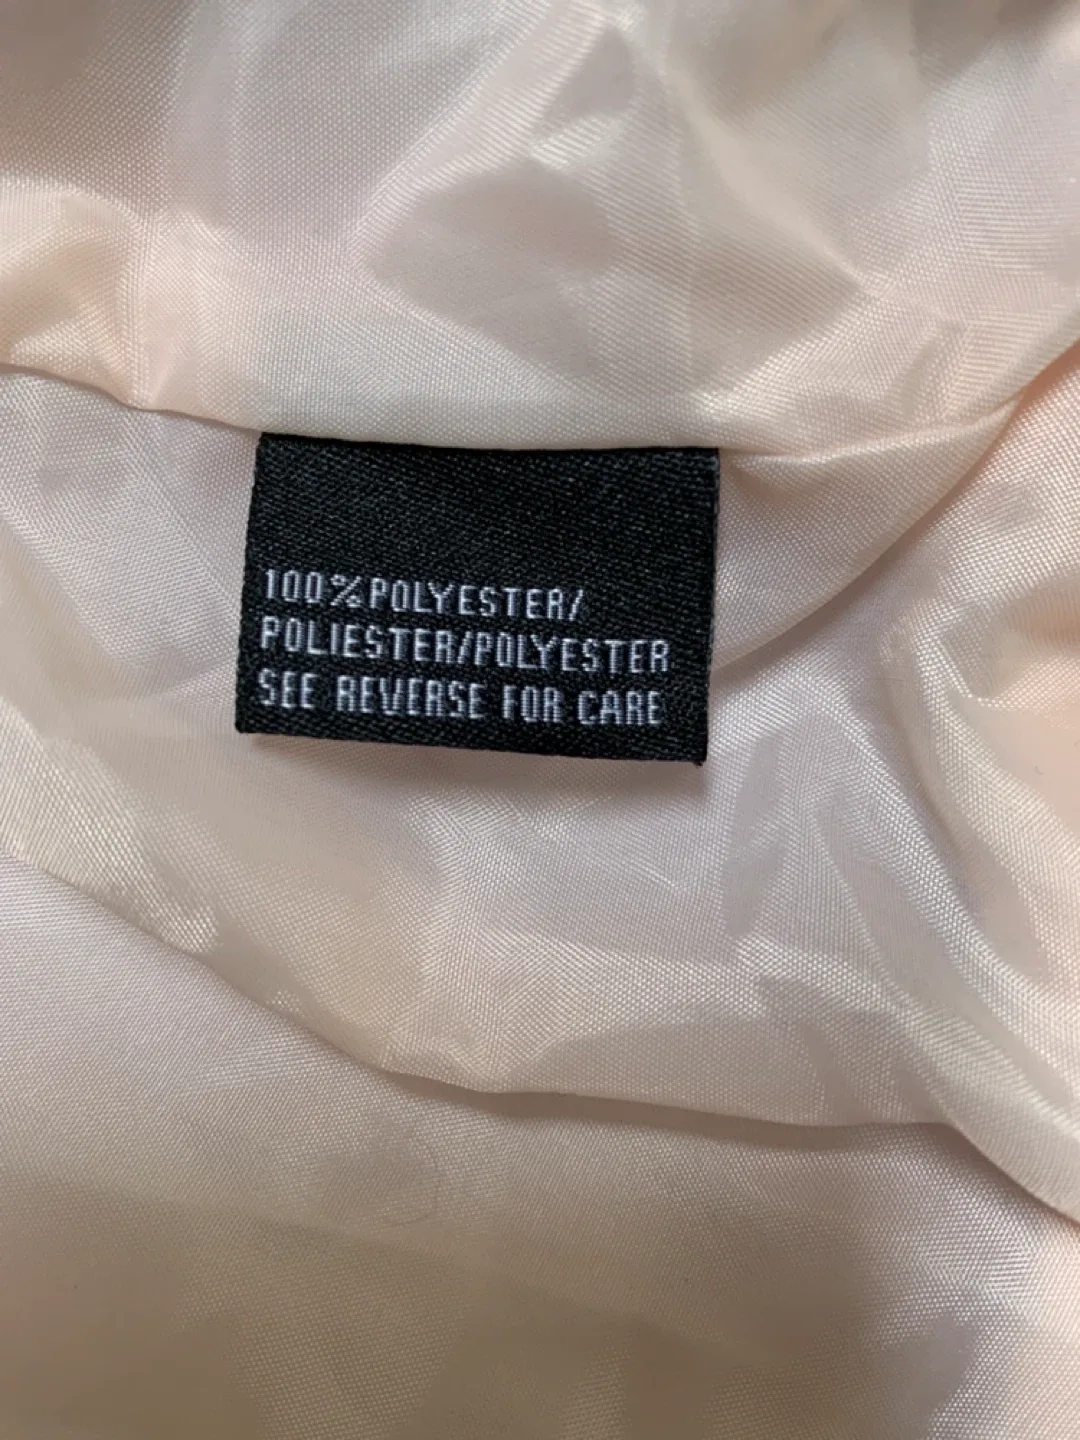 100%POLYESTER/
POLIESTER/POLYESTER
SEE REVERSE FOR CARE